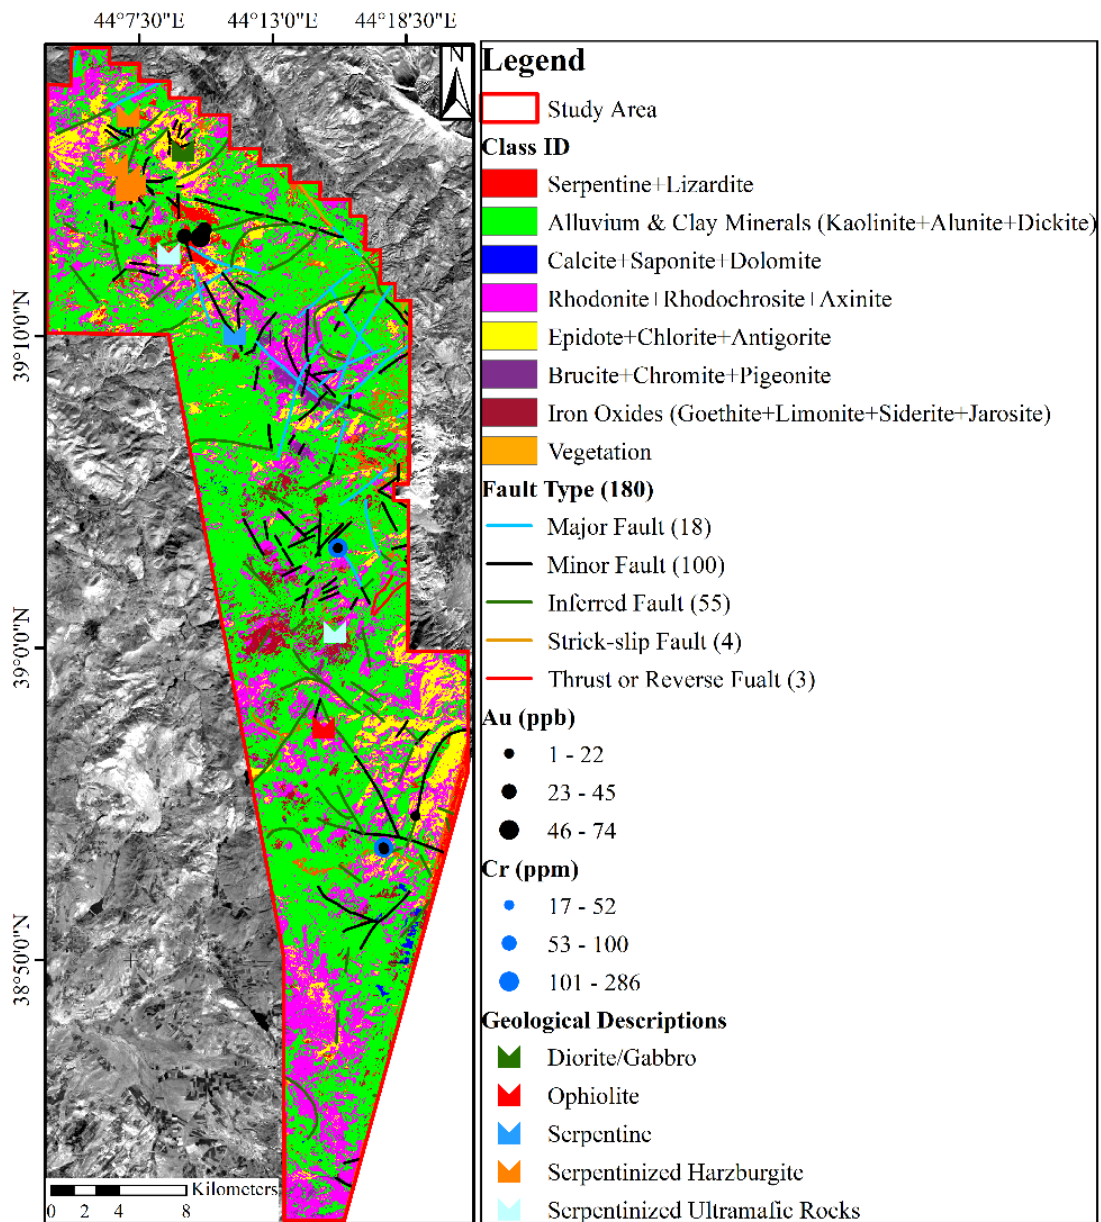 44°7'30"E 44°13'0"E 44°18'30"E
N
39°10'0"N
39°0'0"N
38°50'0"N
Kilometers
0 2 4 8
Legend
Study Area
Class ID
Serpentine+Lizardite
Alluvium & Clay Minerals (Kaolinite+Alunite+Dickite)
Calcite+Saponite+Dolomite
Rhodonite+Rhodochrosite+Axinite
Epidote+Chlorite+Antigorite
Brucite+Chromite+Pigeonite
Iron Oxides (Goethite+Limonite+Siderite+Jarosite)
Vegetation
Fault Type (180)
Major Fault (18)
Minor Fault (100)
Inferred Fault (55)
Strick-slip Fault (4)
Thrust or Reverse Fualt (3)
Au (ppb)
1 - 22
23 - 45
46 - 74
Cr (ppm)
17 - 52
53 - 100
101 - 286
Geological Descriptions
Diorite/Gabbro
Ophiolite
Serpentine
Serpentinized Harzburgite
Serpentinized Ultramafic Rocks